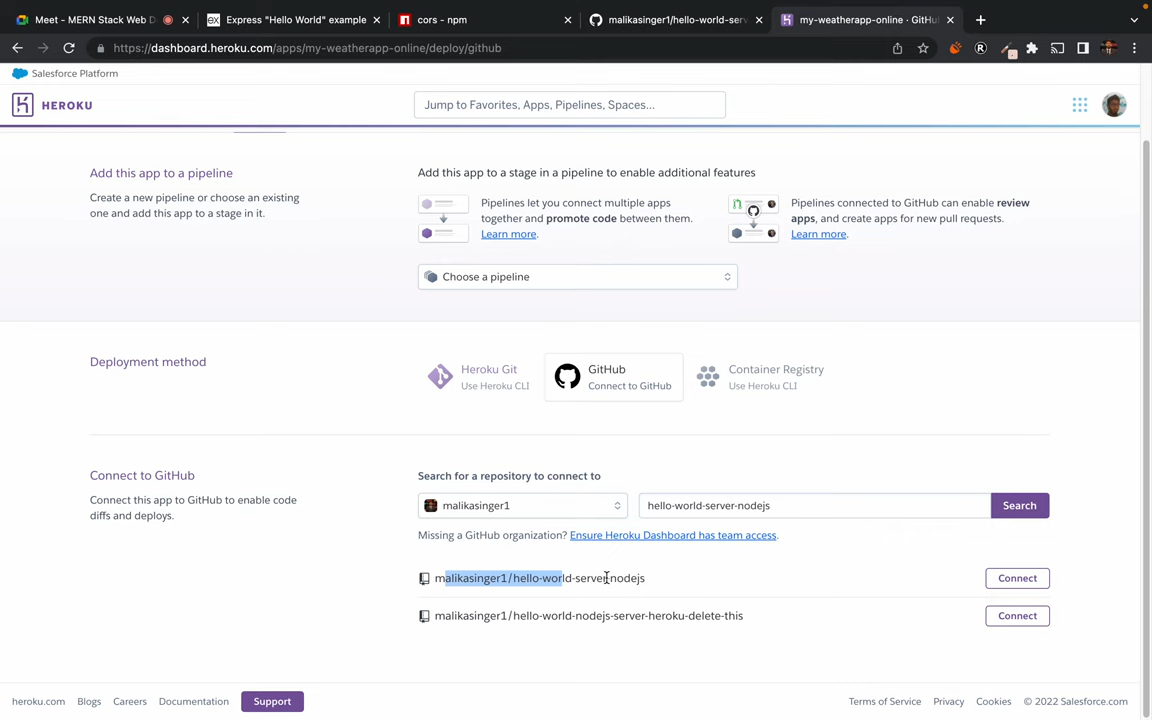 Meet - MERN Stack Web D
Express "Hello World" example
cors - npm
malikasinger1/hello-world-serv
my-weatherapp-online · GitHu
https://dashboard.heroku.com/apps/my-weatherapp-online/deploy/github
Salesforce Platform
HEROKU
Jump to Favorites, Apps, Pipelines, Spaces...
Add this app to a pipeline
Create a new pipeline or choose an existing
one and add this app to a stage in it.
Add this app to a stage in a pipeline to enable additional features
Pipelines let you connect multiple apps
together and promote code between them.
Learn more.
Pipelines connected to GitHub can enable review
apps, and create apps for new pull requests.
Learn more.
Choose a pipeline
Deployment method
Heroku Git
Use Heroku CLI
GitHub
Connect to GitHub
Container Registry
Use Heroku CLI
Connect to GitHub
Connect this app to GitHub to enable code
diffs and deploys.
Search for a repository to connect to
malikasinger1
hello-world-server-nodejs
Search
Missing a GitHub organization? Ensure Heroku Dashboard has team access.
malikasinger1/hello-world-server-nodejs
Connect
malikasinger1/hello-world-nodejs-server-heroku-delete-this
Connect
heroku.com
Blogs
Careers
Documentation
Support
Terms of Service
Privacy
Cookies
© 2022 Salesforce.com